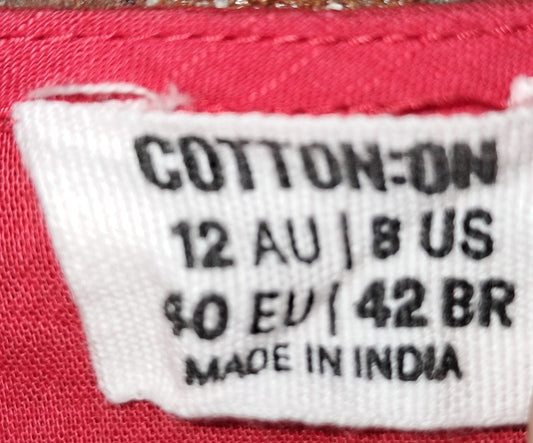 COTTON:ON
12 AU | 8 US
40 EU | 42 BR
MADE IN INDIA